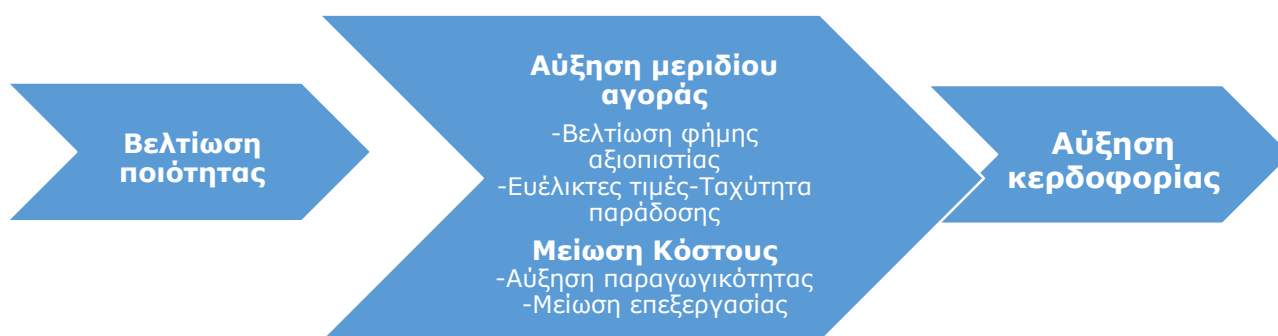 Βελτίωση
ποιότητας
Αύξηση μεριδίου
αγοράς
-Βελτίωση φήμης
αξιοπιστίας
-Ευέλικτες τιμές-Ταχύτητα
παράδοσης
Μείωση Κόστους
-Αύξηση παραγωγικότητας
-Μείωση επεξεργασίας
Αύξηση
κερδοφορίας